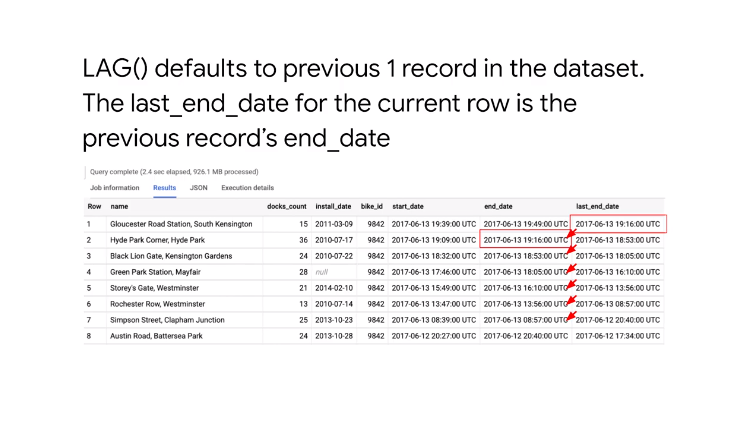 LAG() defaults to previous 1 record in the dataset.
The last_end_date for the current row is the
previous record's end_date
Query complete (2.4 sec elapsed, 926.1 MB processed)
Job information Results JSON Execution details
Row name docks_count install_date bike_id start_date end_date last_end_date
1 Gloucester Road Station, South Kensington 15 2011-03-09 9842 2017-06-13 19:39:00 UTC 2017-06-13 19:49:00 UTC 2017-06-13 19:16:00 UTC
2 Hyde Park Corner, Hyde Park 36 2010-07-17 9842 2017-06-13 19:09:00 UTC 2017-06-13 19:16:00 UTC 2017-06-13 18:53:00 UTC
3 Black Lion Gate, Kensington Gardens 24 2010-07-22 9842 2017-06-13 18:32:00 UTC 2017-06-13 18:53:00 UTC 2017-06-13 18:05:00 UTC
4 Green Park Station, Mayfair 28 null 9842 2017-06-13 17:46:00 UTC 2017-06-13 18:05:00 UTC 2017-06-13 16:10:00 UTC
5 Storey's Gate, Westminster 21 2014-02-10 9842 2017-06-13 15:49:00 UTC 2017-06-13 16:10:00 UTC 2017-06-13 13:56:00 UTC
6 Rochester Row, Westminster 13 2010-07-14 9842 2017-06-13 13:47:00 UTC 2017-06-13 13:56:00 UTC 2017-06-13 08:57:00 UTC
7 Simpson Street, Clapham Junction 25 2013-10-23 9842 2017-06-13 08:39:00 UTC 2017-06-13 08:57:00 UTC 2017-06-12 20:40:00 UTC
8 Austin Road, Battersea Park 24 2013-10-28 9842 2017-06-12 20:27:00 UTC 2017-06-12 20:40:00 UTC 2017-06-12 17:34:00 UTC